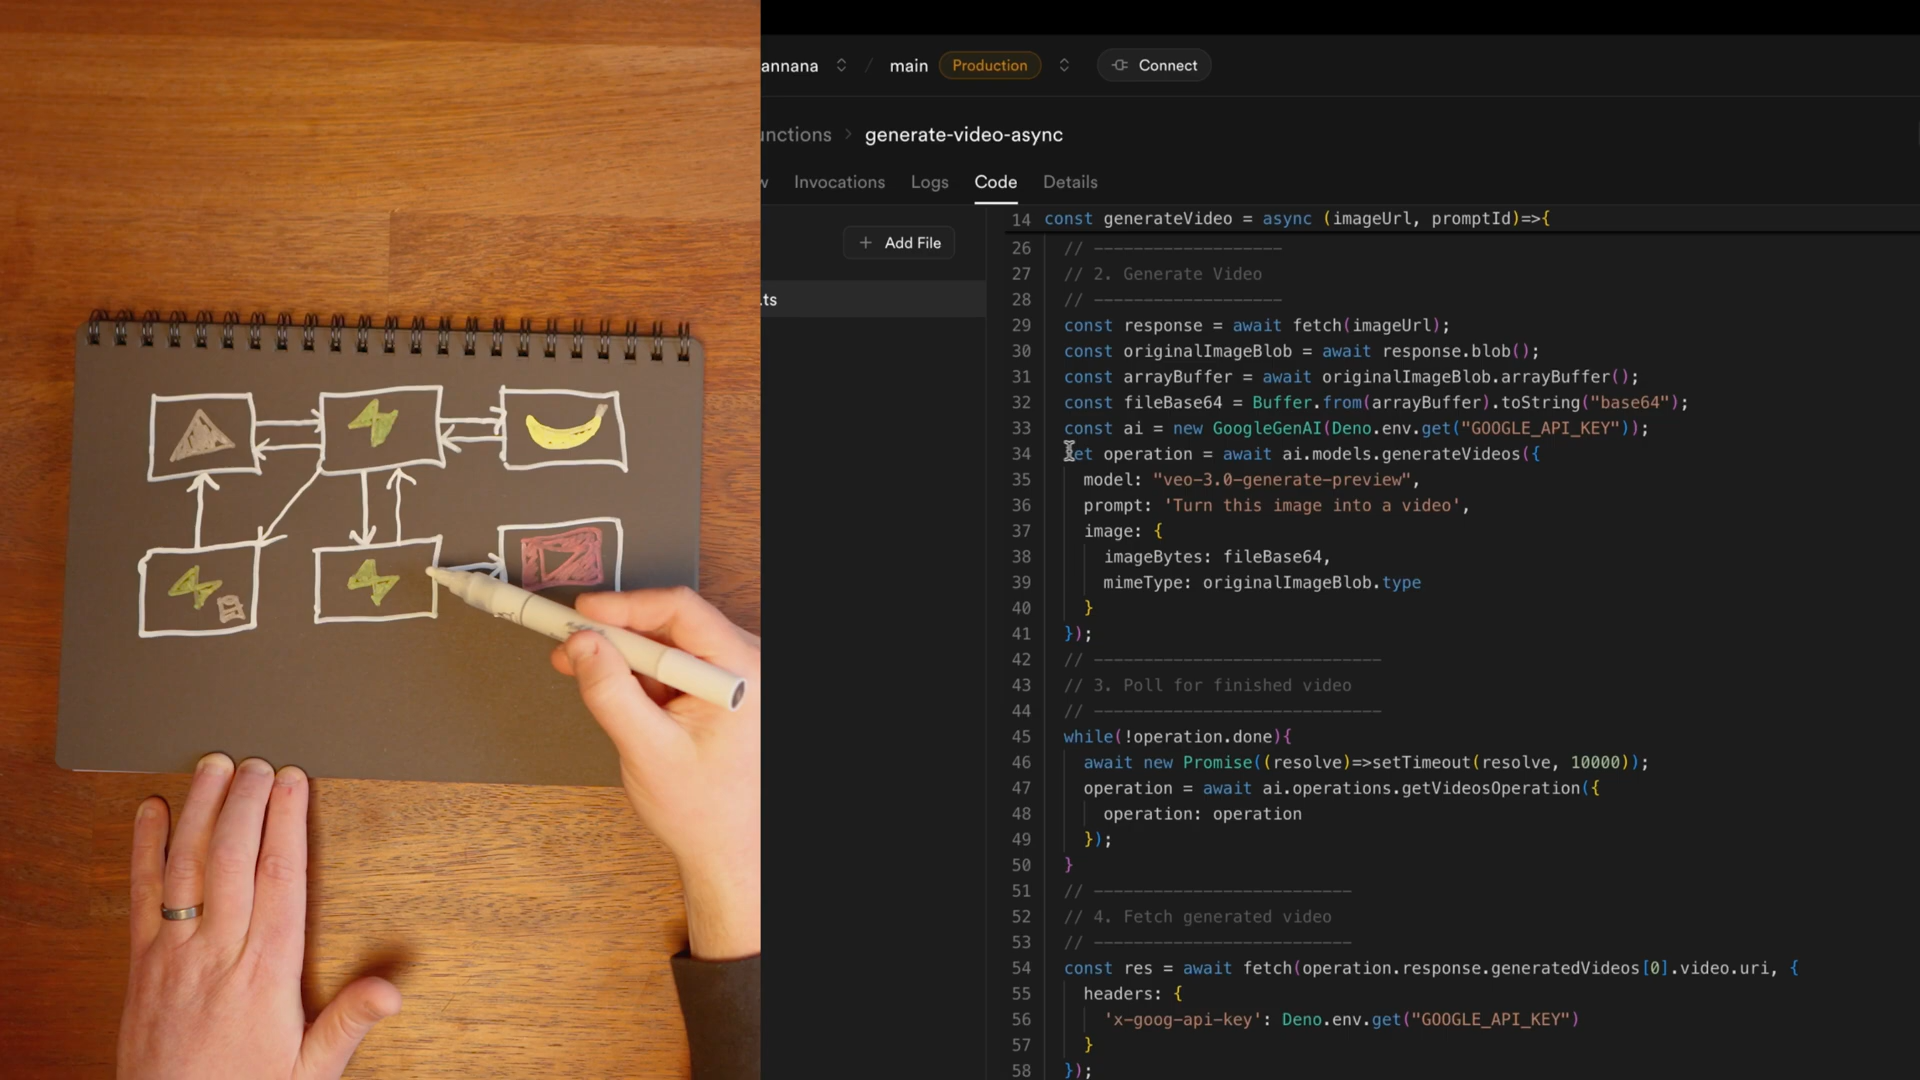 annana / main Production Connect
unctions > generate-video-async
w Invocations Logs Code Details
+ Add File
.ts
14 const generateVideo = async (imageUrl, promptId)=>{
26 // -------------------
27 // 2. Generate Video
28 // -------------------
29 const response = await fetch(imageUrl);
30 const originalImageBlob = await response.blob();
31 const arrayBuffer = await originalImageBlob.arrayBuffer();
32 const fileBase64 = Buffer.from(arrayBuffer).toString("base64");
33 const ai = new GoogleGenAI(Deno.env.get("GOOGLE_API_KEY"));
34 let operation = await ai.models.generateVideos({
35 model: "veo-3.0-generate-preview",
36 prompt: 'Turn this image into a video',
37 image: {
38 imageBytes: fileBase64,
39 mimeType: originalImageBlob.type
40 }
41 });
42 // -----------------------------
43 // 3. Poll for finished video
44 // -----------------------------
45 while(!operation.done){
46 await new Promise((resolve)=>setTimeout(resolve, 10000));
47 operation = await ai.operations.getVideosOperation({
48 operation: operation
49 });
50 }
51 // --------------------------
52 // 4. Fetch generated video
53 // --------------------------
54 const res = await fetch(operation.response.generatedVideos[0].video.uri, {
55 headers: {
56 'x-goog-api-key': Deno.env.get("GOOGLE_API_KEY")
57 }
58 });